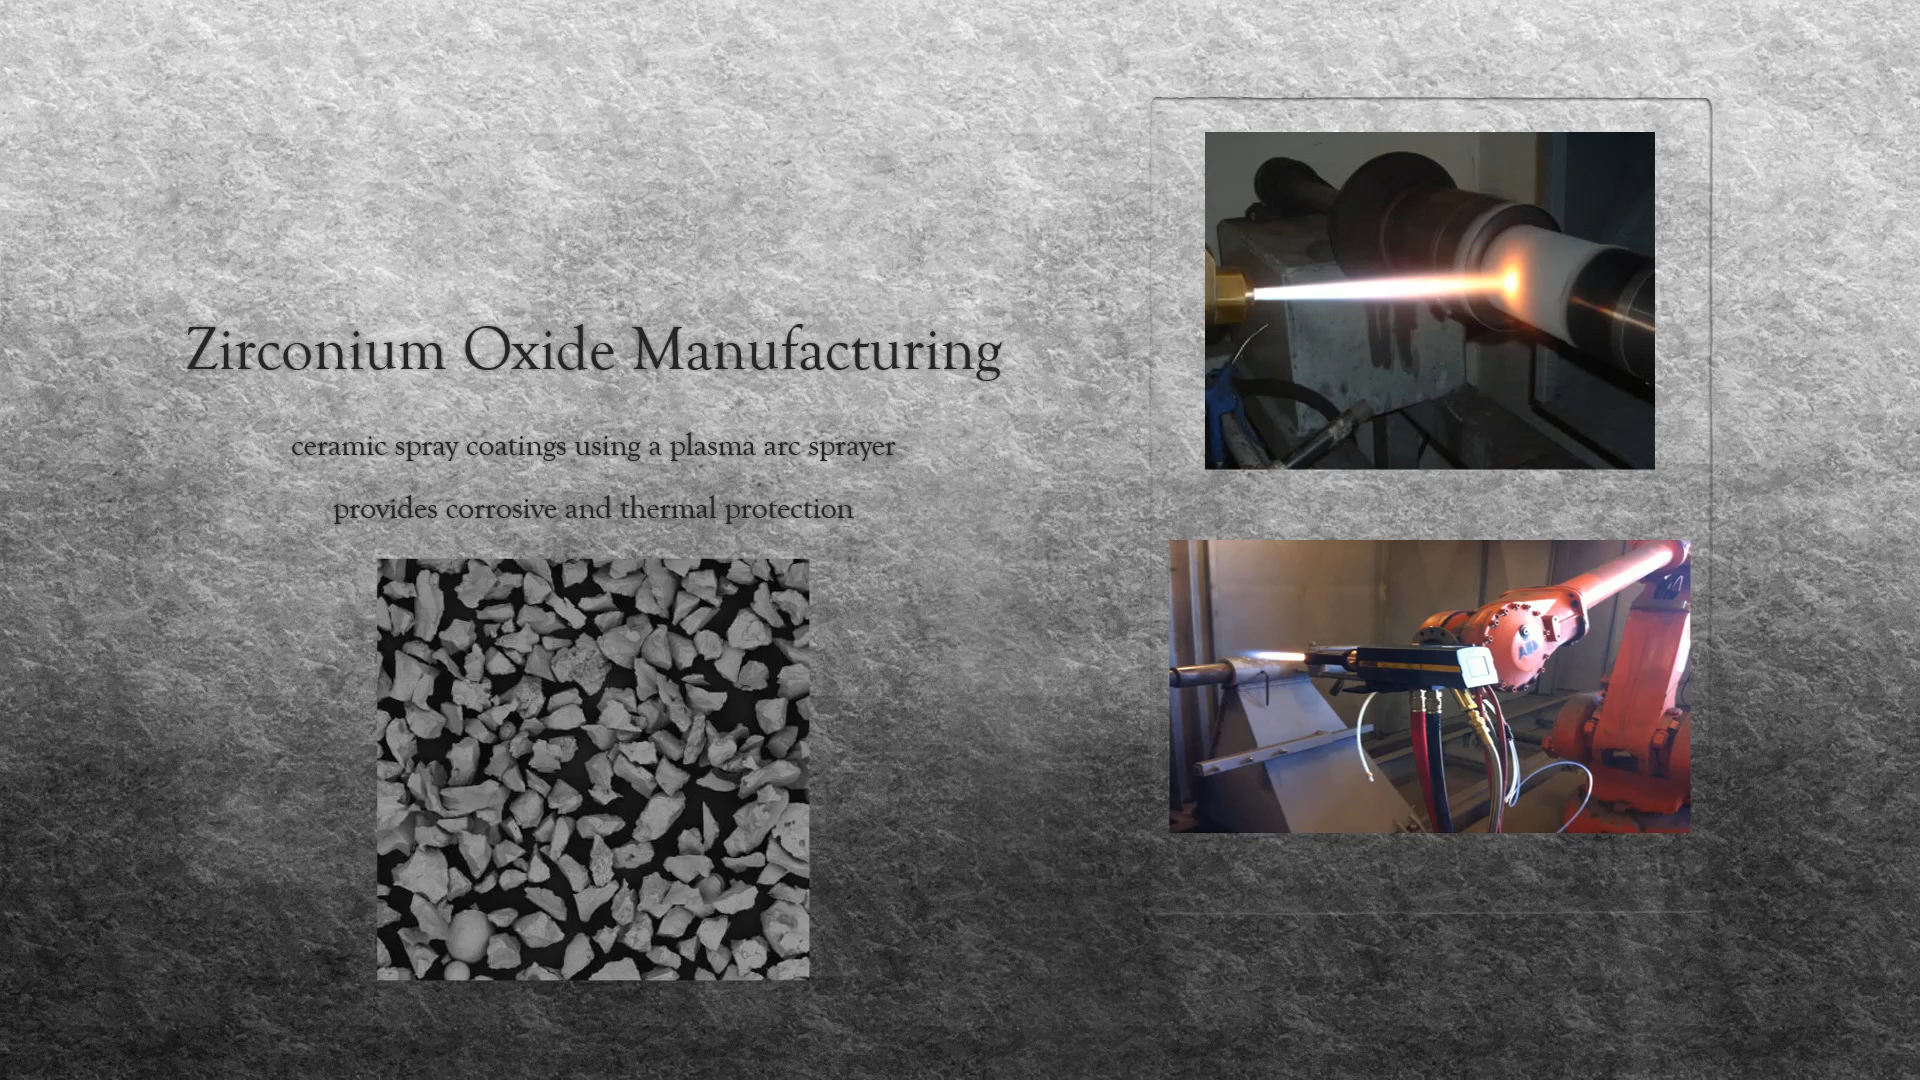 Zirconium Oxide Manufacturing
ceramic spray coatings using a plasma arc sprayer
provides corrosive and thermal protection